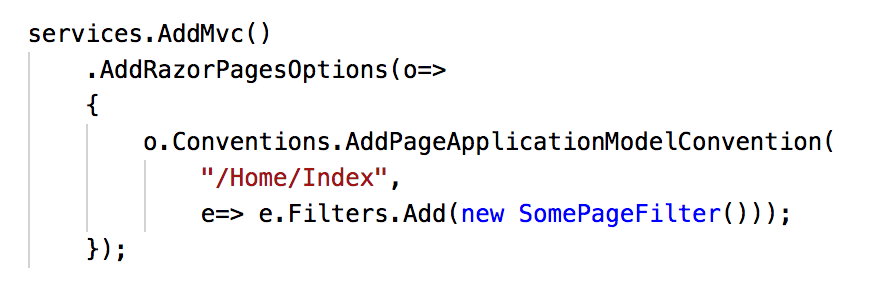 services.AddMvc()
.AddRazorPagesOptions(o=>
{
o.Conventions.AddPageApplicationModelConvention(
"/Home/Index",
e=> e.Filters.Add(new SomePageFilter()));
});